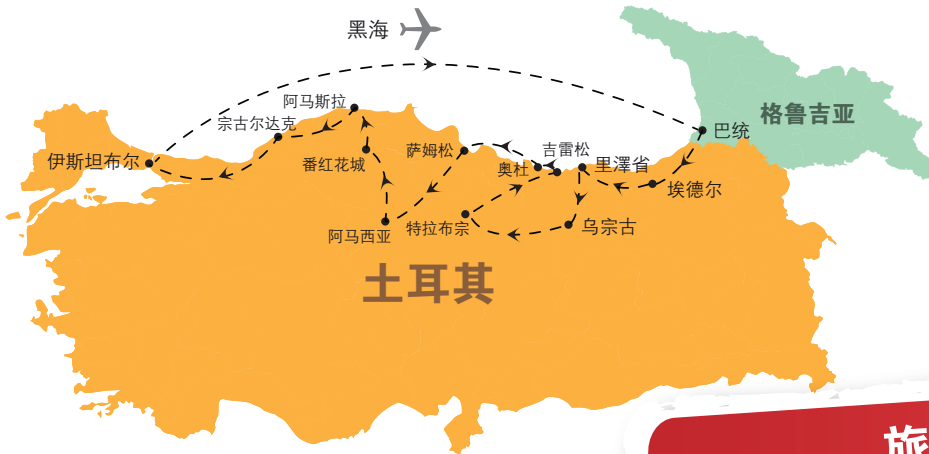 黑海
格鲁吉亚
阿马斯拉
宗古尔达克
巴统
伊斯坦布尔
番红花城
萨姆松
吉雷松
奥杜
里澤省
埃德尔
阿马西亚
特拉布宗
乌宗古
土耳其
旅